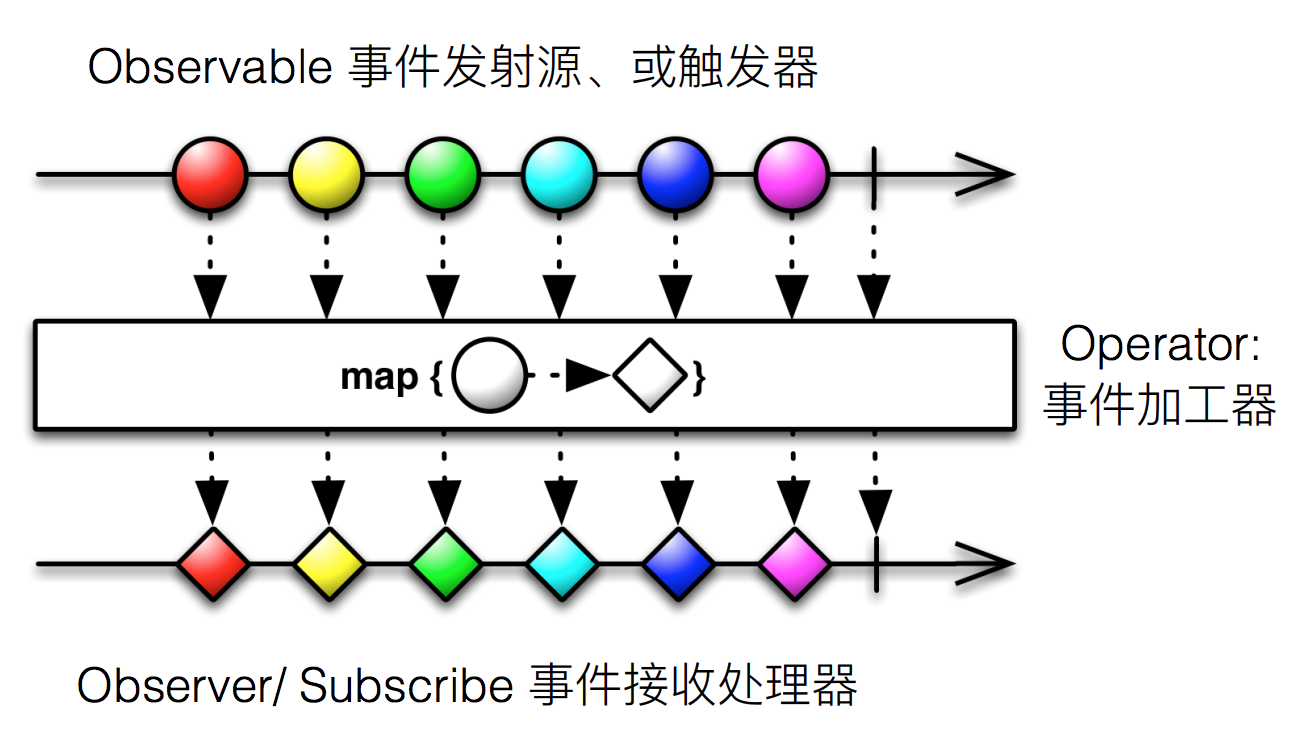 Observable 事件发射源、或触发器
map { }
Operator:
事件加工器
Observer/ Subscribe 事件接收处理器